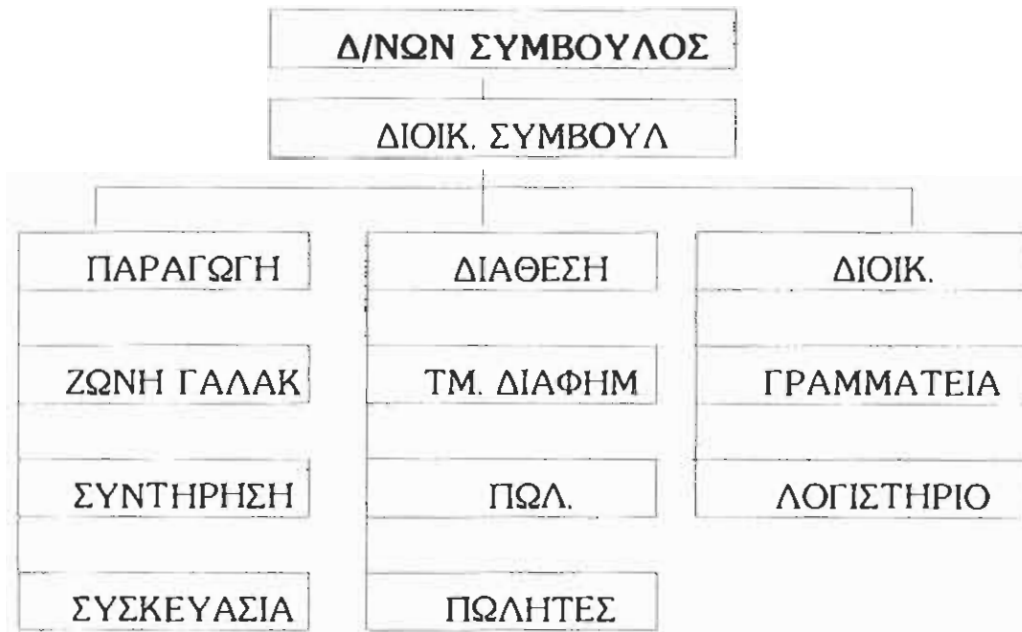 Δ/ΝΩΝ ΣΥΜΒΟΥΛΟΣ
ΔΙΟΙΚ. ΣΥΜΒΟΥΛ
ΠΑΡΑΓΩΓΗ
ΖΩΝΗ ΓΑΛΑΚ
ΣΥΝΤΗΡΗΣΗ
ΣΥΣΚΕΥΑΣΙΑ
ΔΙΑΘΕΣΗ
ΤΜ. ΔΙΑΦΗΜ
ΠΩΛ.
ΠΩΛΗΤΕΣ
ΔΙΟΙΚ.
ΓΡΑΜΜΑΤΕΙΑ
ΛΟΓΙΣΤΗΡΙΟ